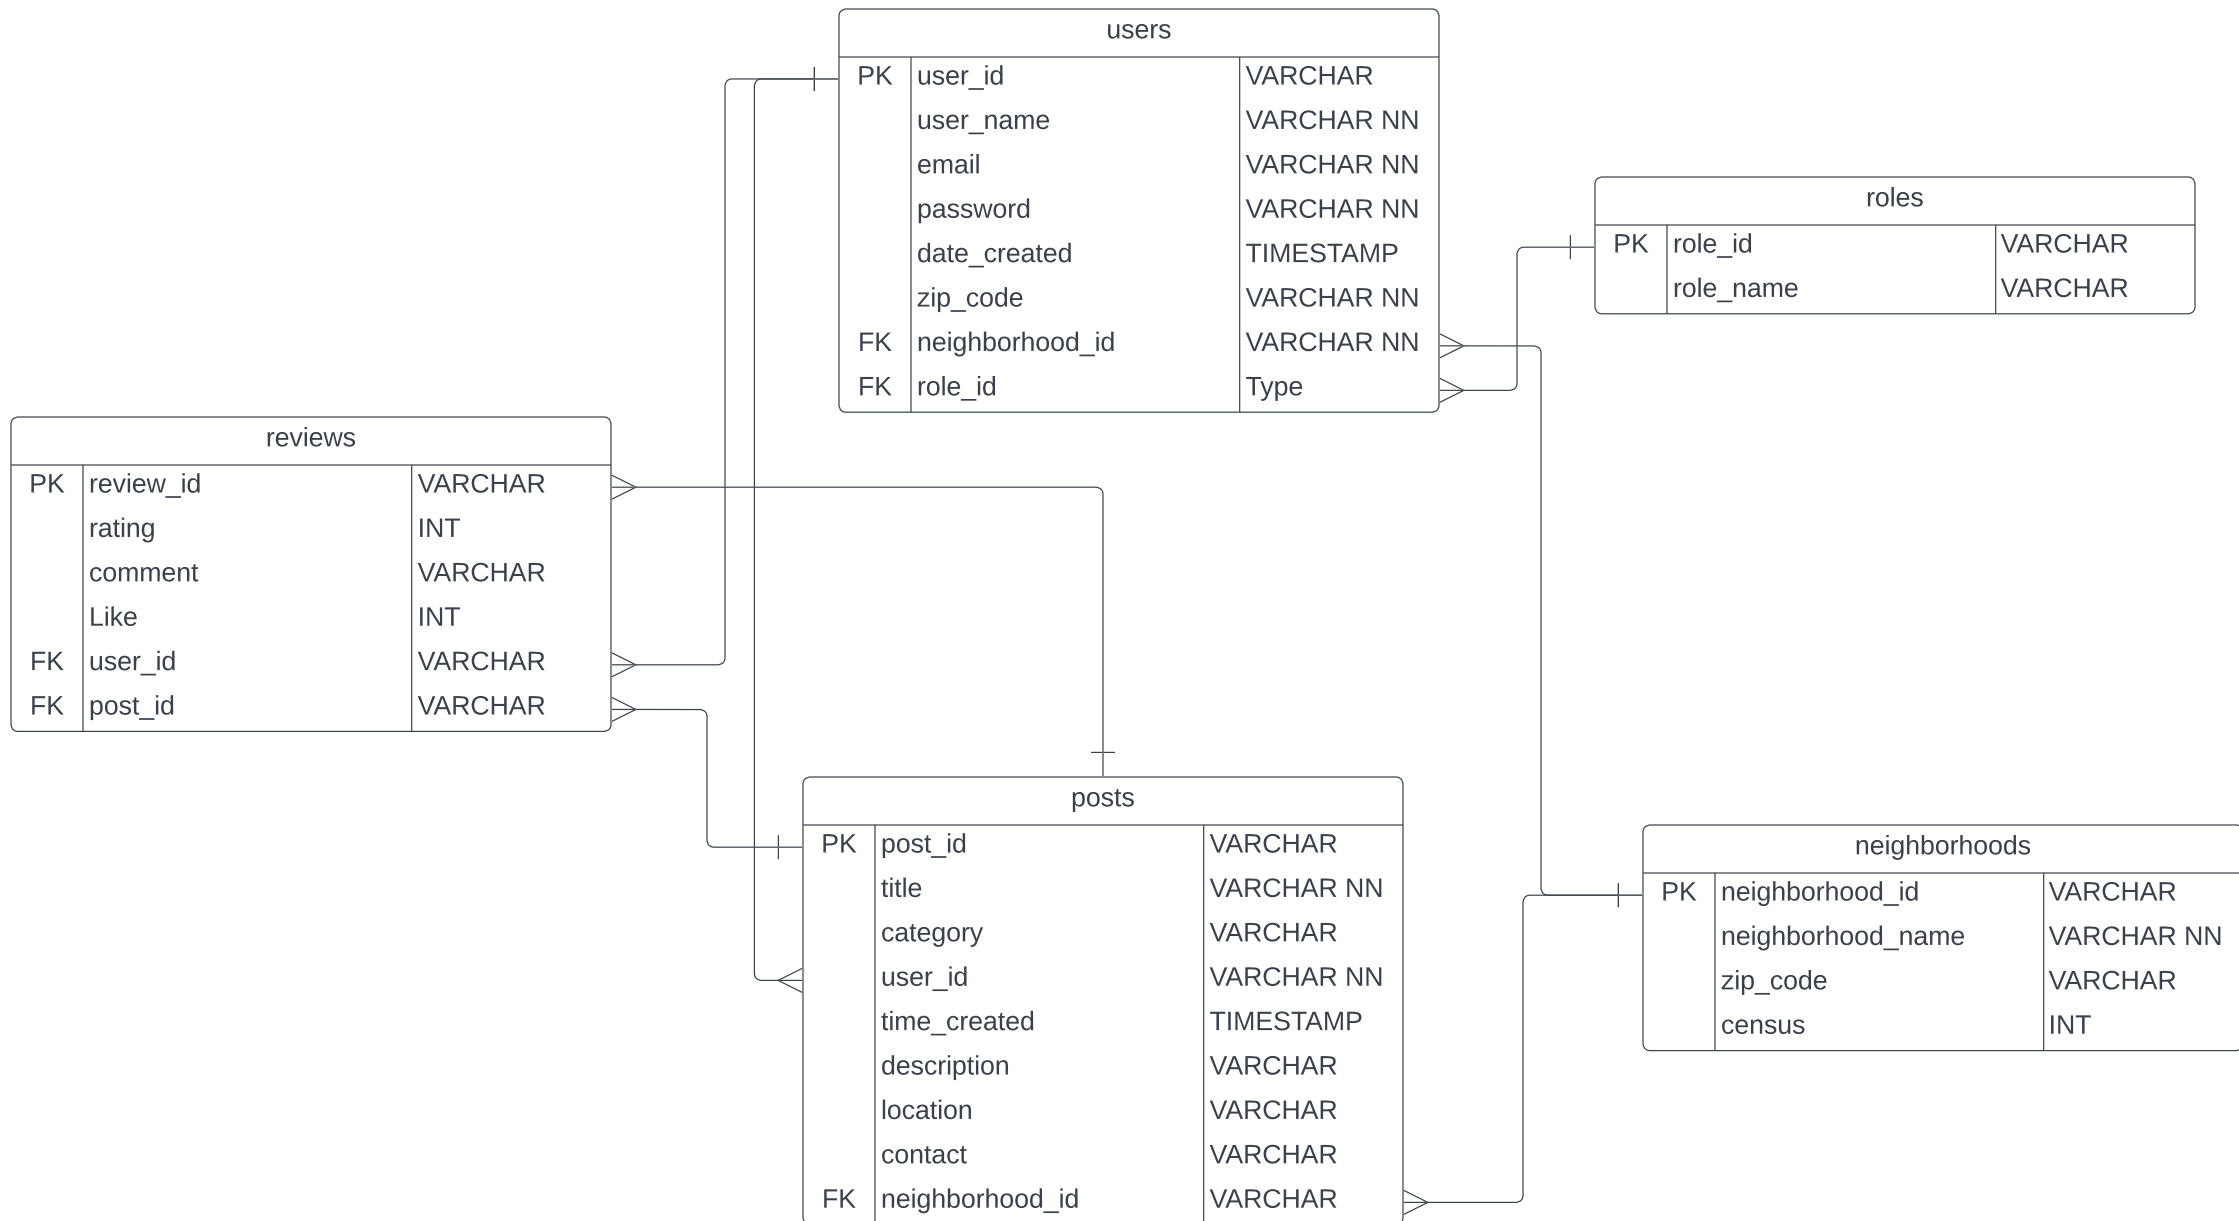 users
PK user_id VARCHAR
user_name VARCHAR NN
email VARCHAR NN
password VARCHAR NN
date_created TIMESTAMP
zip_code VARCHAR NN
FK neighborhood_id VARCHAR NN
FK role_id Type
roles
PK role_id VARCHAR
role_name VARCHAR
reviews
PK review_id VARCHAR
rating INT
comment VARCHAR
Like INT
FK user_id VARCHAR
FK post_id VARCHAR
posts
PK post_id VARCHAR
title VARCHAR NN
category VARCHAR
user_id VARCHAR NN
time_created TIMESTAMP
description VARCHAR
location VARCHAR
contact VARCHAR
FK neighborhood_id VARCHAR
neighborhoods
PK neighborhood_id VARCHAR
neighborhood_name VARCHAR NN
zip_code VARCHAR
census INT